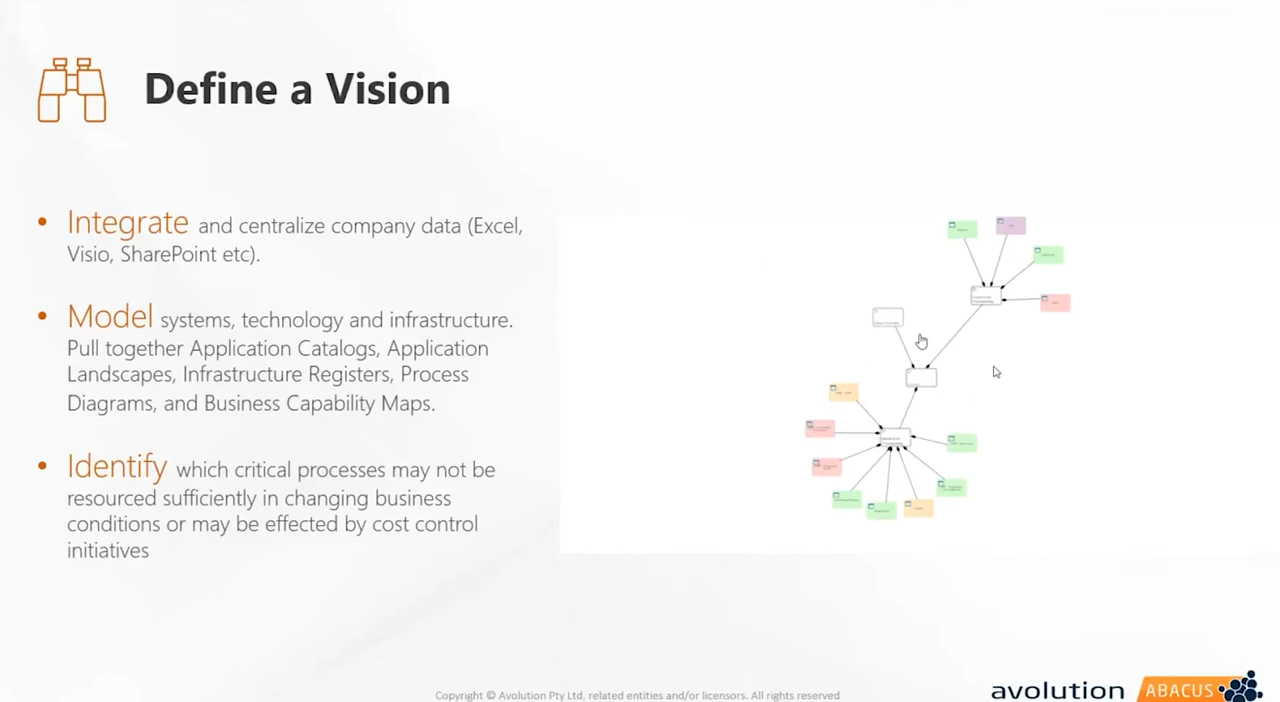 Define a Vision
• Integrate and centralize company data (Excel,
Visio, SharePoint etc).
• Model systems, technology and infrastructure.
Pull together Application Catalogs, Application
Landscapes, Infrastructure Registers, Process
Diagrams, and Business Capability Maps.
• Identify which critical processes may not be
resourced sufficiently in changing business
conditions or may be effected by cost control
initiatives
Copyright © Avolution Pty Ltd, related entities and/or licensors. All rights reserved
avolution ABACUS